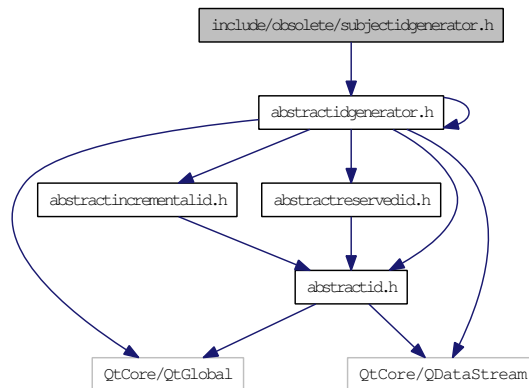 include/obsolete/subjectidgenerator.h
abstractidgenerator.h
abstractincrementalid.h
abstractreservedid.h
abstractid.h
QtCore/QtGlobal
QtCore/QDataStream